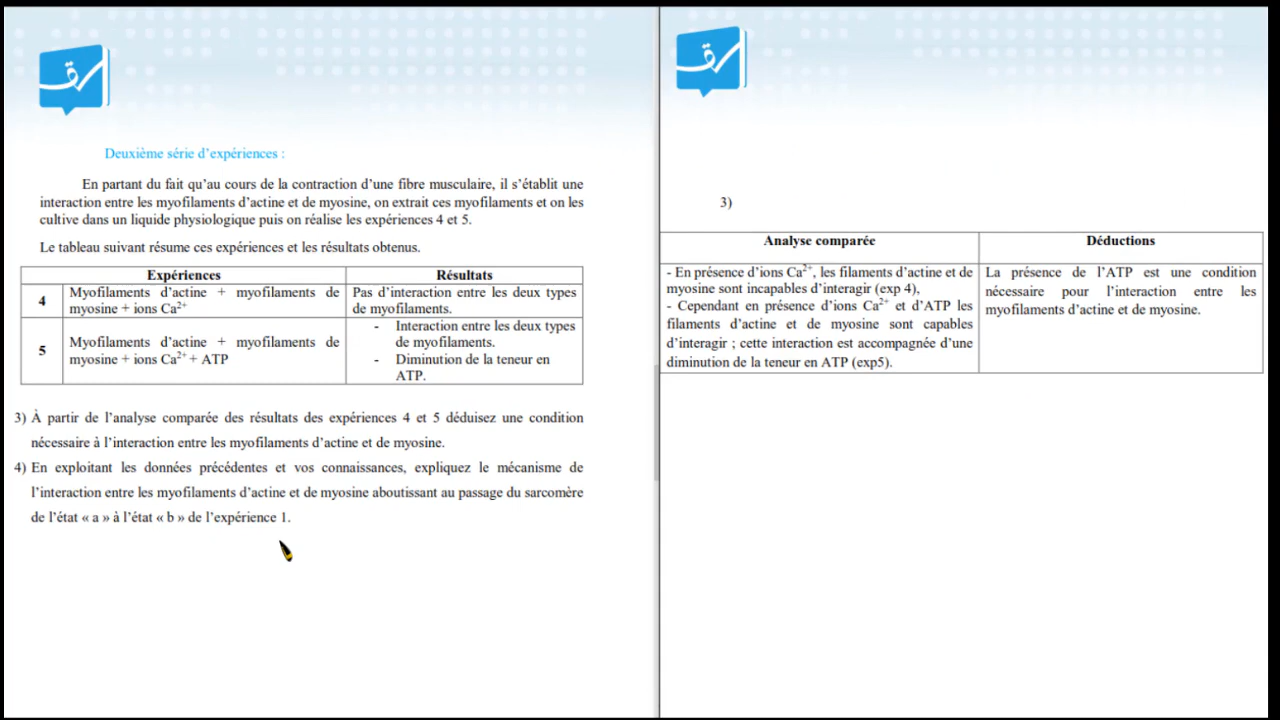 Deuxième série d'expériences :
En partant du fait qu'au cours de la contraction d'une fibre musculaire, il s'établit une
interaction entre les myofilaments d'actine et de myosine, on extrait ces myofilaments et on les
cultive dans un liquide physiologique puis on réalise les expériences 4 et 5.
Le tableau suivant résume ces expériences et les résultats obtenus.
Expériences
Résultats
4
Myofilaments d'actine + myofilaments de
myosine + ions Ca²⁺
Pas d'interaction entre les deux types
de myofilaments.
5
Myofilaments d'actine + myofilaments de
myosine + ions Ca²⁺ + ATP
- Interaction entre les deux types
de myofilaments.
- Diminution de la teneur en
ATP.
3) À partir de l'analyse comparée des résultats des expériences 4 et 5 déduisez une condition
nécessaire à l'interaction entre les myofilaments d'actine et de myosine.
4) En exploitant les données précédentes et vos connaissances, expliquez le mécanisme de
l'interaction entre les myofilaments d'actine et de myosine aboutissant au passage du sarcomère
de l'état « a » à l'état « b » de l'expérience 1.
3)
Analyse comparée
Déductions
- En présence d'ions Ca²⁺, les filaments d'actine et de
myosine sont incapables d'interagir (exp 4),
- Cependant en présence d'ions Ca²⁺ et d'ATP les
filaments d'actine et de myosine sont capables
d'interagir ; cette interaction est accompagnée d'une
diminution de la teneur en ATP (exp5).
La présence de l'ATP est une condition
nécessaire pour l'interaction entre les
myofilaments d'actine et de myosine.